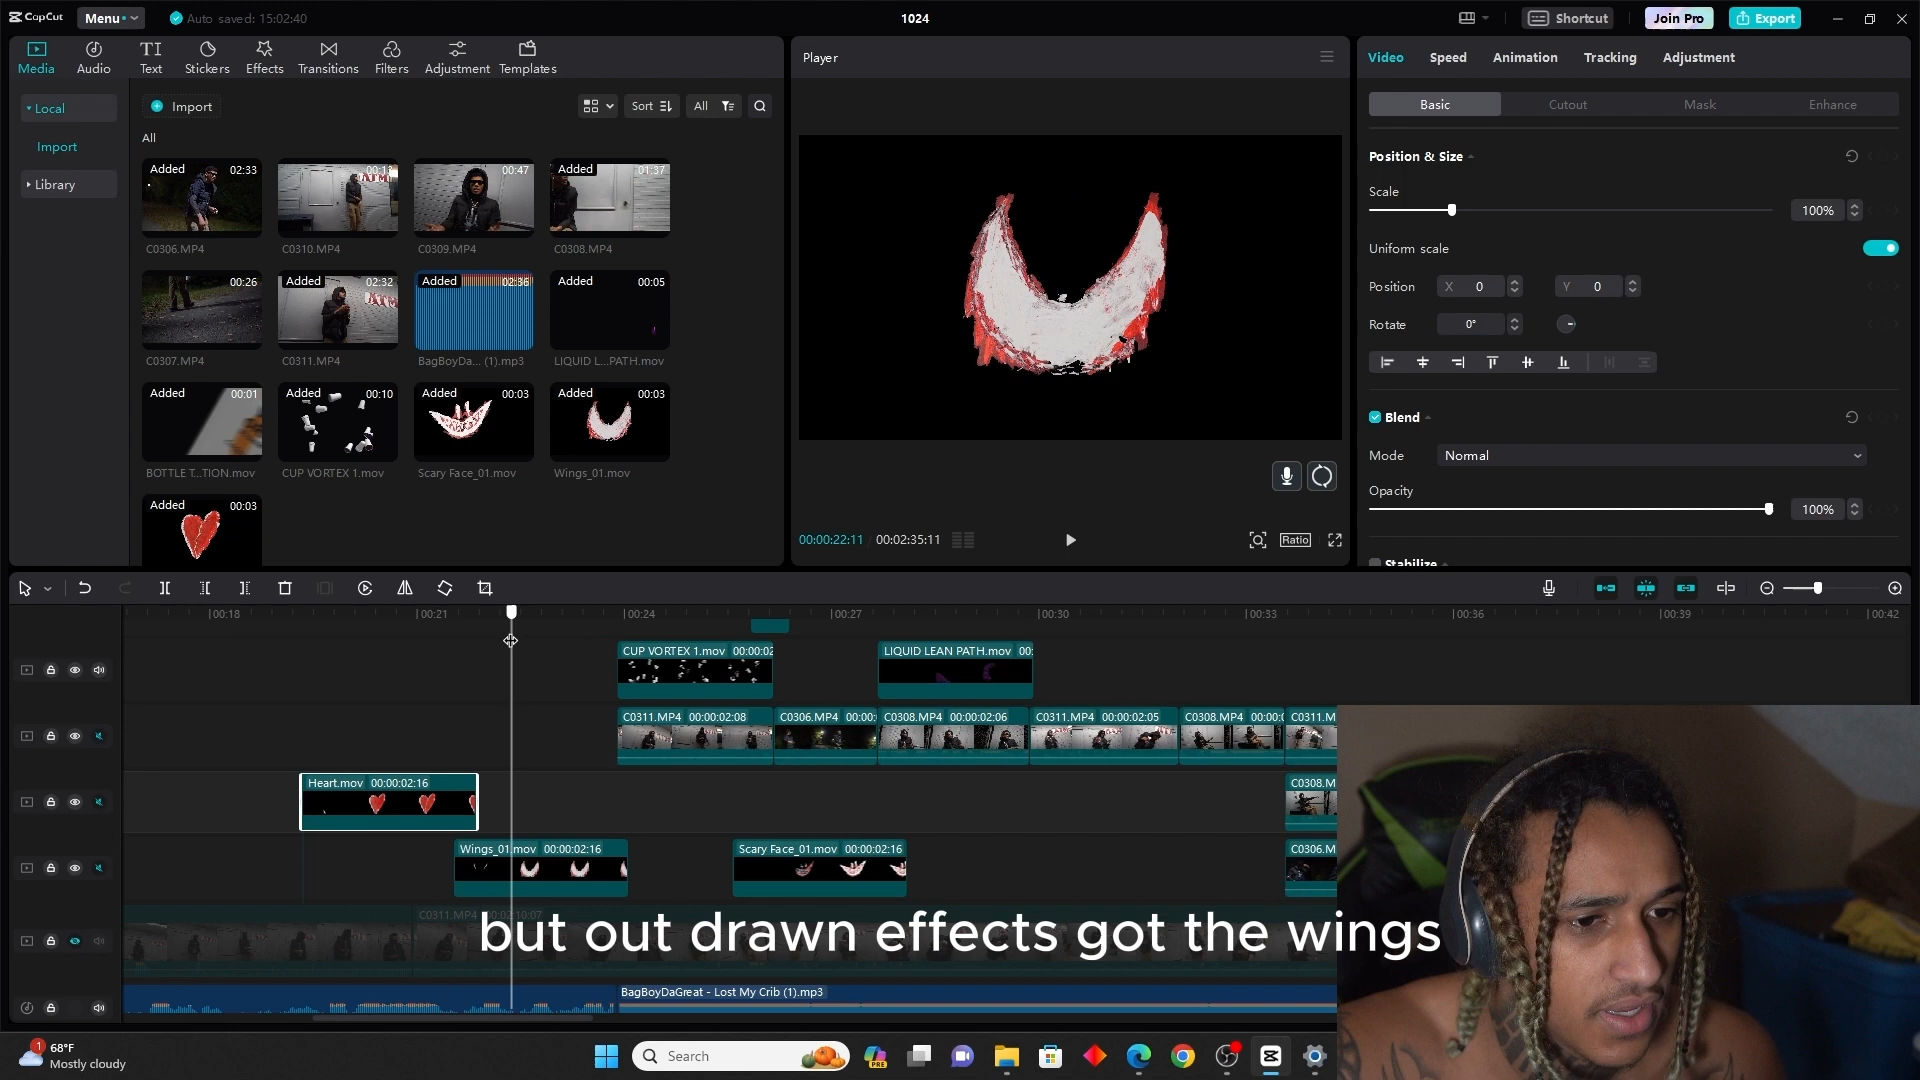 CapCut
Menu
Auto saved: 15:02:40
1024
Shortcut
Join Pro
Export
Media
Audio
TI
Text
Stickers
Effects
Transitions
Filters
Adjustment
Templates
Local
Import
Library
Import
Sort
All
All
Added 02:33
C0306.MP4
C0310.MP4
00:47
C0309.MP4
Added 01:37
C0308.MP4
00:26
C0307.MP4
Added 02:32
C0311.MP4
Added 02:36
BagBoyDa... (1).mp3
Added 00:05
LIQUID L...PATH.mov
Added 00:01
BOTTLE T...TION.mov
Added 00:10
CUP VORTEX 1.mov
Added 00:03
Scary Face_01.mov
Added 00:03
Wings_01.mov
Added 00:03
Player
00:00:22:11
00:02:35:11
Ratio
Video
Speed
Animation
Tracking
Adjustment
Basic
Cutout
Mask
Enhance
Position & Size
Scale
100%
Uniform scale
Position X 0 Y 0
Rotate 0°
Blend
Mode Normal
Opacity
100%
Stabilize
00:18
00:21
00:24
00:27
00:30
00:33
00:36
00:39
00:42
CUP VORTEX 1.mov 00:00:02
LIQUID LEAN PATH.mov 00:
C0311.MP4 00:00:02:08
C0306.MP4 00:00:
C0308.MP4 00:00:02:06
C0311.MP4 00:00:02:05
C0308.MP4 00:00:0
C0311.M
Heart.mov 00:00:02:16
C0308.M
Wings_01.mov 00:00:02:16
Scary Face_01.mov 00:00:02:16
C0306.M
C0311.MP4 00:02:10:07
but out drawn effects got the wings
BagBoyDaGreat - Lost My Crib (1).mp3
1
68°F
Mostly cloudy
Search
PRE